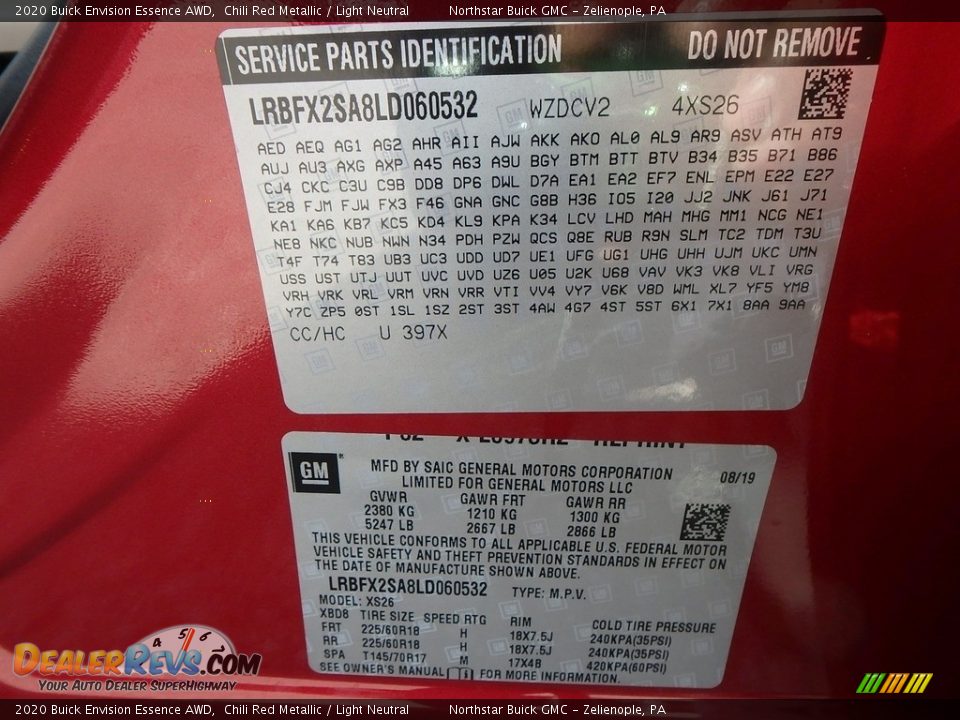 2020 Buick Envision Essence AWD, Chili Red Metallic / Light Neutral Northstar Buick GMC - Zelienople, PA
SERVICE PARTS IDENTIFICATION DO NOT REMOVE
LRBFX2SA8LD060532 WZDCV2 4XS26
AED AEQ AG1 AG2 AHR AII AJW AKK AKO AL0 AL9 AR9 ASV ATH AT9
AUJ AU3 AXG AXP A45 A63 A9U BGY BTM BTT BTV B34 B35 B71 B86
CJ4 CKC C3U C9B DD8 DP6 DWL D7A EA1 EA2 EF7 ENL EPM E22 E27
E28 FJM FJW FX3 F46 GNA GNC G8B H36 IO5 I20 JJ2 JNK J61 J71
KA1 KA6 KB7 KC5 KD4 KL9 KPA K34 LCV LHD MAH MHG MM1 NCG NE1
NE8 NKC NUB NWN N34 PDH PZW QCS Q8E RUB R9N SLM TC2 TDM T3U
T4F T74 T83 UB3 UC3 UDD UD7 UE1 UFG UG1 UHG UHH UJM UKC UMN
USS UST UTJ UUT UVC UVD UZ6 U05 U2K U68 VAV VK3 VK8 VLI VRG
VRH VRK VRL VRM VRN VRR VTI VV4 VY7 V6K V8D WML XL7 YF5 YM8
Y7C ZP5 0ST 1SL 1SZ 2ST 3ST 4AW 4G7 4ST 5ST 6X1 7X1 8AA 9AA
CC/HC U 397X
GM
MFD BY SAIC GENERAL MOTORS CORPORATION 08/19
LIMITED FOR GENERAL MOTORS LLC
GVWR GAWR FRT GAWR RR
2380 KG 1210 KG 1300 KG
5247 LB 2667 LB 2866 LB
THIS VEHICLE CONFORMS TO ALL APPLICABLE U.S. FEDERAL MOTOR
VEHICLE SAFETY AND THEFT PREVENTION STANDARDS IN EFFECT ON
THE DATE OF MANUFACTURE SHOWN ABOVE.
LRBFX2SA8LD060532 TYPE: M.P.V.
MODEL: XS26
XBD8 TIRE SIZE SPEED RTG RIM COLD TIRE PRESSURE
FRT 225/60R18 H 18X7.5J 240KPA(35PSI)
RR 225/60R18 H 18X7.5J 240KPA(35PSI)
SPA T145/70R17 M 17X4B 420KPA(60PSI)
SEE OWNER'S MANUAL FOR MORE INFORMATION.
4 5 6
DEALERREVS.COM
YOUR AUTO DEALER SUPERHIGHWAY
2020 Buick Envision Essence AWD, Chili Red Metallic / Light Neutral Northstar Buick GMC - Zelienople, PA